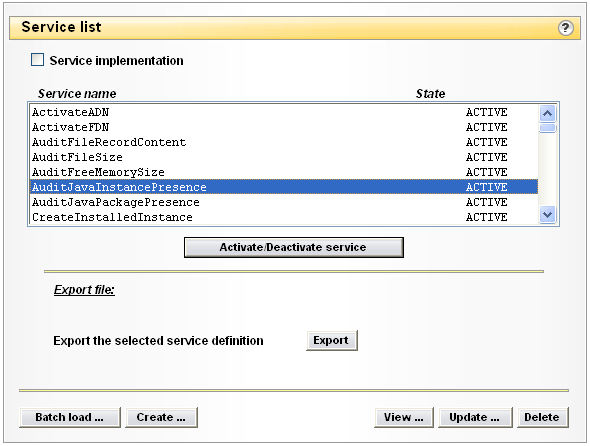 Service list ?
Service implementation
Service name State
ActivateADN ACTIVE
ActivateFDN ACTIVE
AuditFileRecordContent ACTIVE
AuditFileSize ACTIVE
AuditFreeMemorySize ACTIVE
AuditJavaInstancePresence ACTIVE
AuditJavaPackagePresence ACTIVE
CreateInstalledInstance ACTIVE
Activate/Deactivate service
Export file:
Export the selected service definition Export
Batch load ... Create ... View ... Update ... Delete